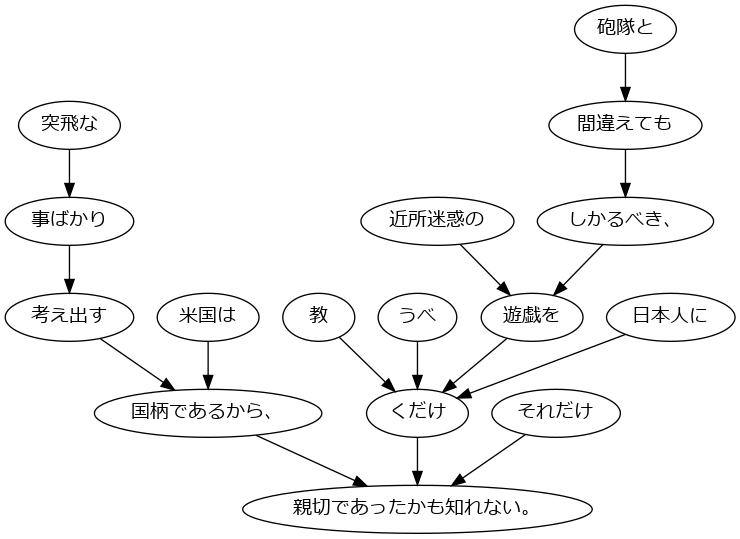 砲隊と
突飛な
間違えても
事ばかり
近所迷惑の
しかるべき、
考え出す
米国は
教
うべ
遊戯を
日本人に
国柄であるから、
くだけ
それだけ
親切であったかも知れない。